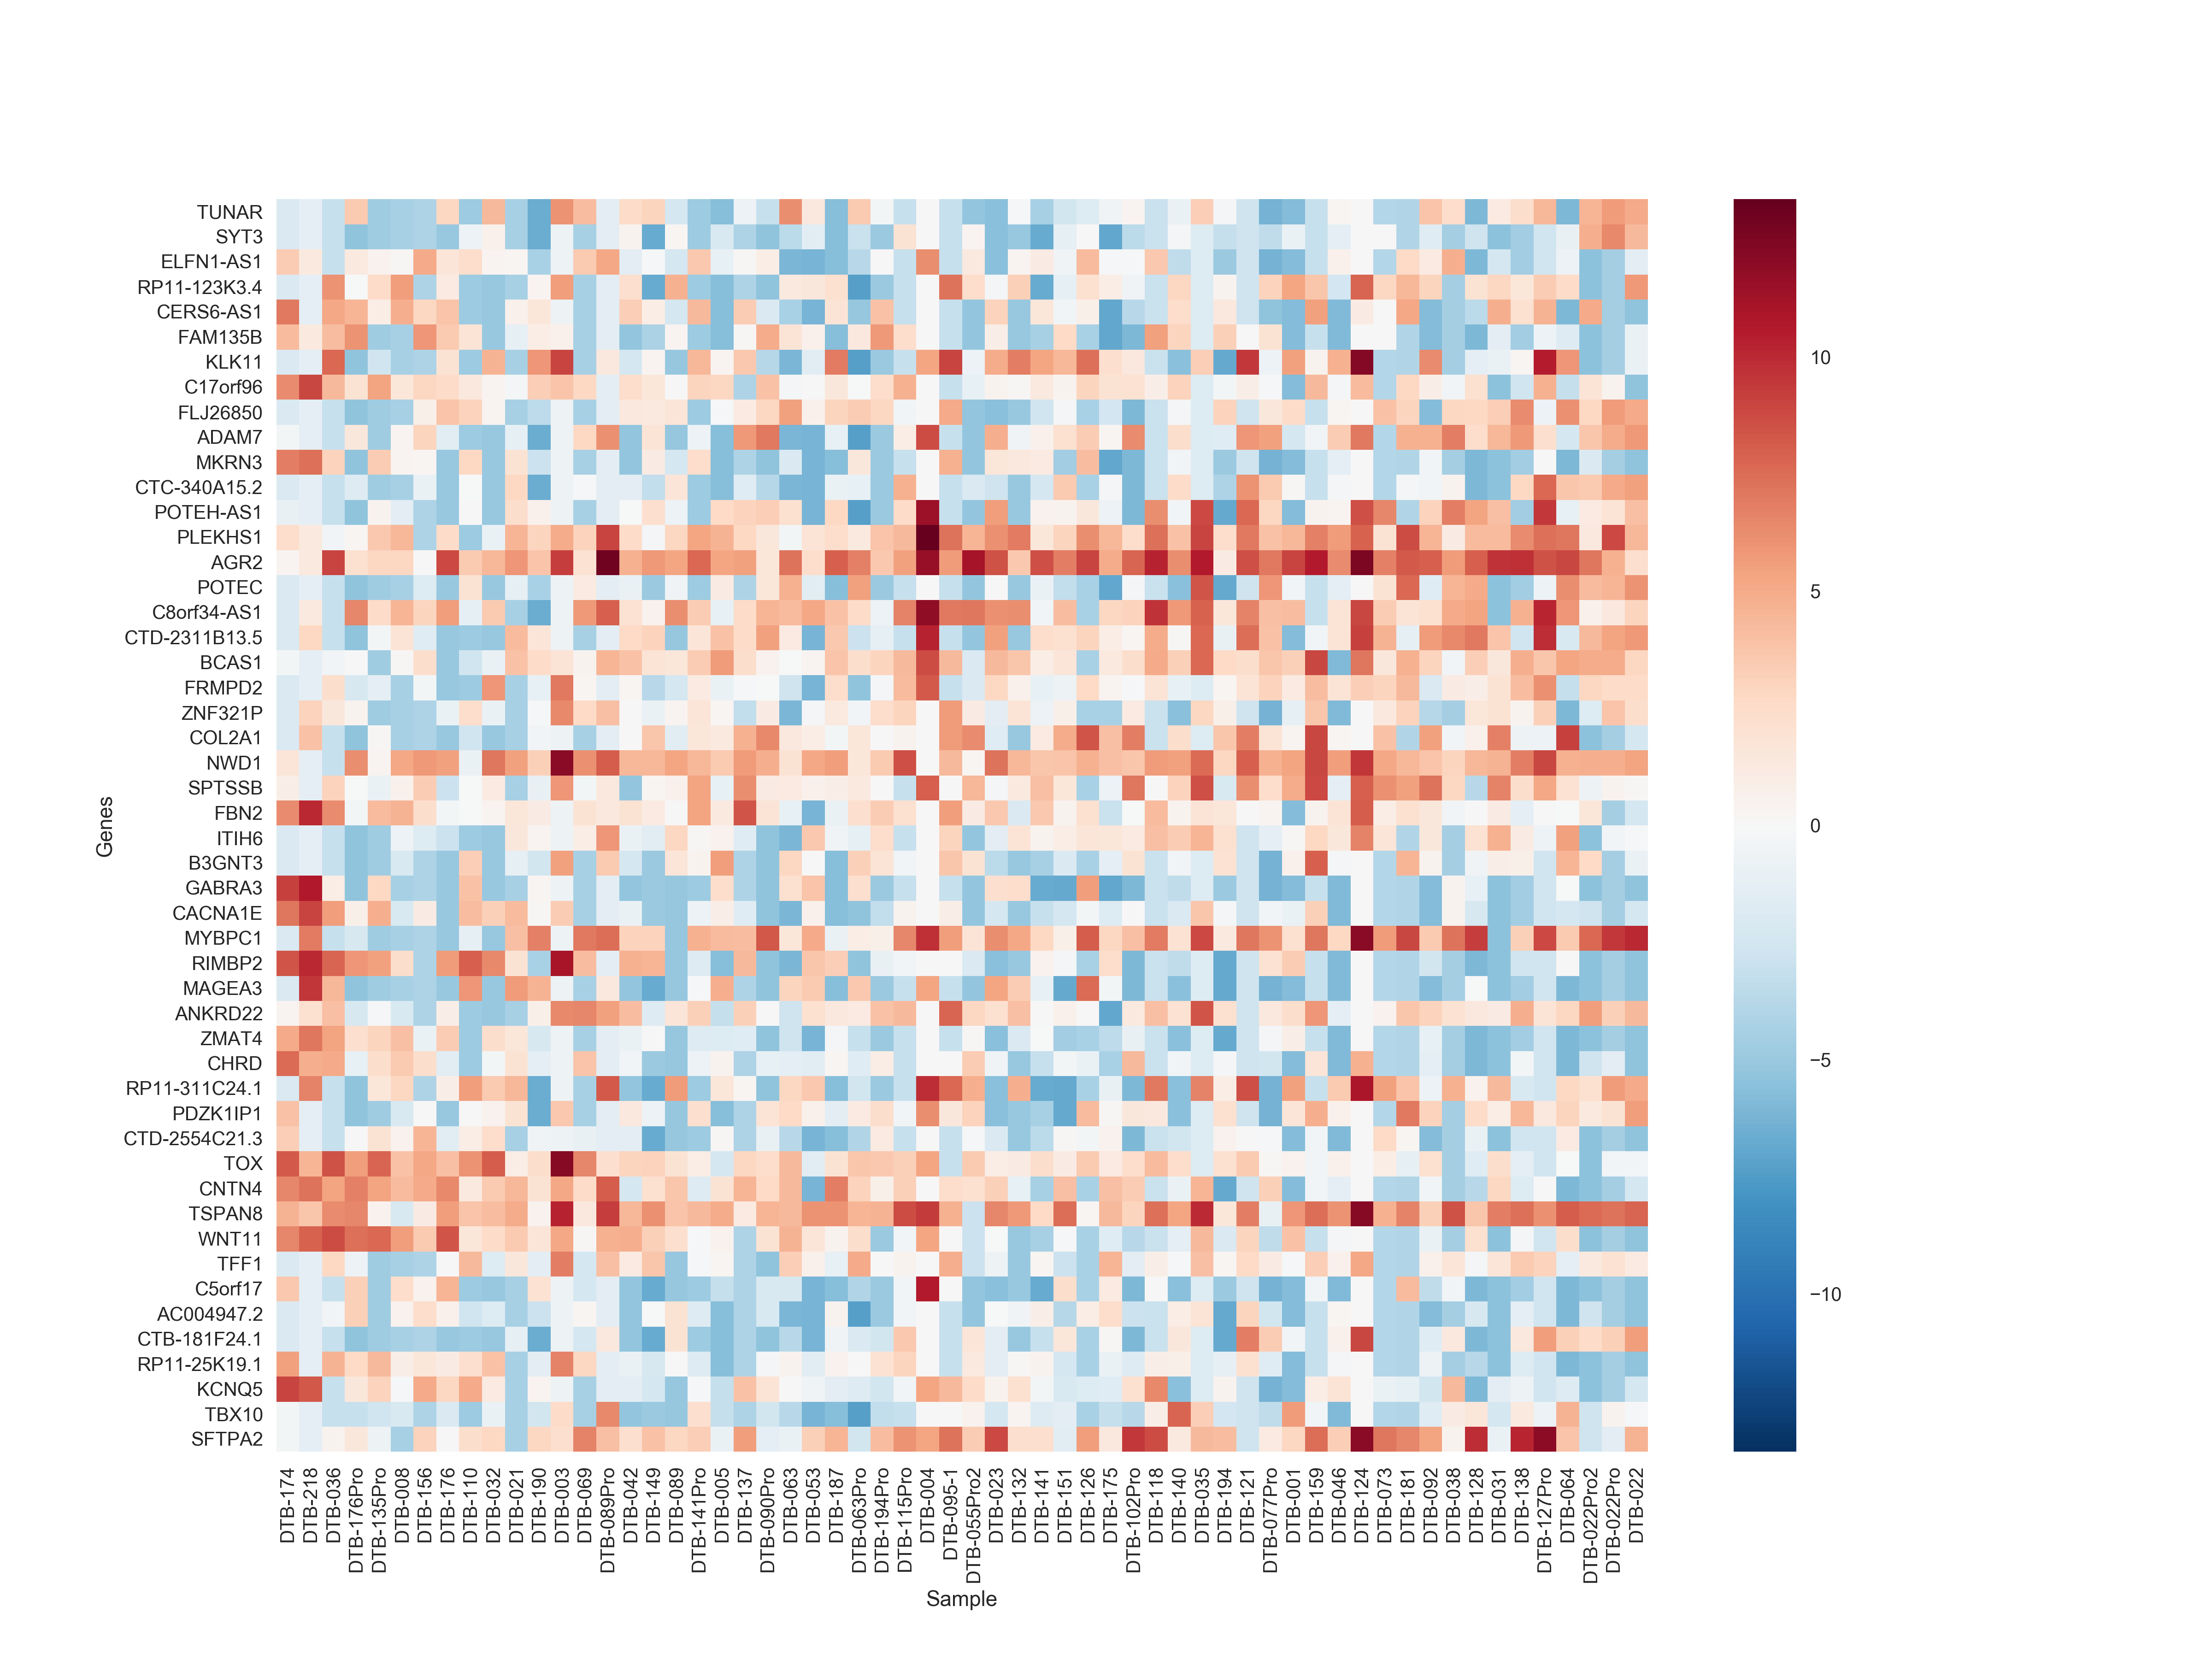 TUNAR
SYT3
ELFN1-AS1
RP11-123K3.4
CERS6-AS1
FAM135B
KLK11
C17orf96
FLJ26850
ADAM7
MKRN3
CTC-340A15.2
POTEH-AS1
PLEKHS1
AGR2
POTEC
C8orf34-AS1
CTD-2311B13.5
BCAS1
FRMPD2
ZNF321P
COL2A1
NWD1
SPTSSB
FBN2
ITIH6
B3GNT3
GABRA3
CACNA1E
MYBPC1
RIMBP2
MAGEA3
ANKRD22
ZMAT4
CHRD
RP11-311C24.1
PDZK1IP1
CTD-2554C21.3
TOX
CNTN4
TSPAN8
WNT11
TFF1
C5orf17
AC004947.2
CTB-181F24.1
RP11-25K19.1
KCNQ5
TBX10
SFTPA2
Genes
DTB-174
DTB-218
DTB-036
DTB-176Pro
DTB-135Pro
DTB-008
DTB-156
DTB-176
DTB-110
DTB-032
DTB-021
DTB-190
DTB-003
DTB-069
DTB-089Pro
DTB-042
DTB-149
DTB-089
DTB-141Pro
DTB-005
DTB-137
DTB-090Pro
DTB-063
DTB-053
DTB-187
DTB-063Pro
DTB-194Pro
DTB-115Pro
DTB-004
DTB-095-1
DTB-055Pro2
DTB-023
DTB-132
DTB-141
DTB-151
DTB-126
DTB-175
DTB-102Pro
DTB-118
DTB-140
DTB-035
DTB-194
DTB-121
DTB-077Pro
DTB-001
DTB-159
DTB-046
DTB-124
DTB-073
DTB-181
DTB-092
DTB-038
DTB-128
DTB-031
DTB-138
DTB-127Pro
DTB-064
DTB-022Pro2
DTB-022Pro
DTB-022
Sample
10
5
0
−5
−10